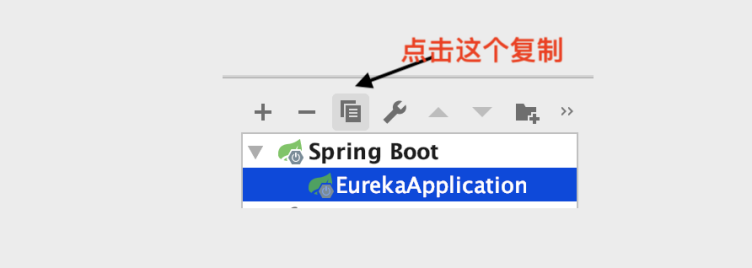 点击这个复制
Spring Boot
EurekaApplication